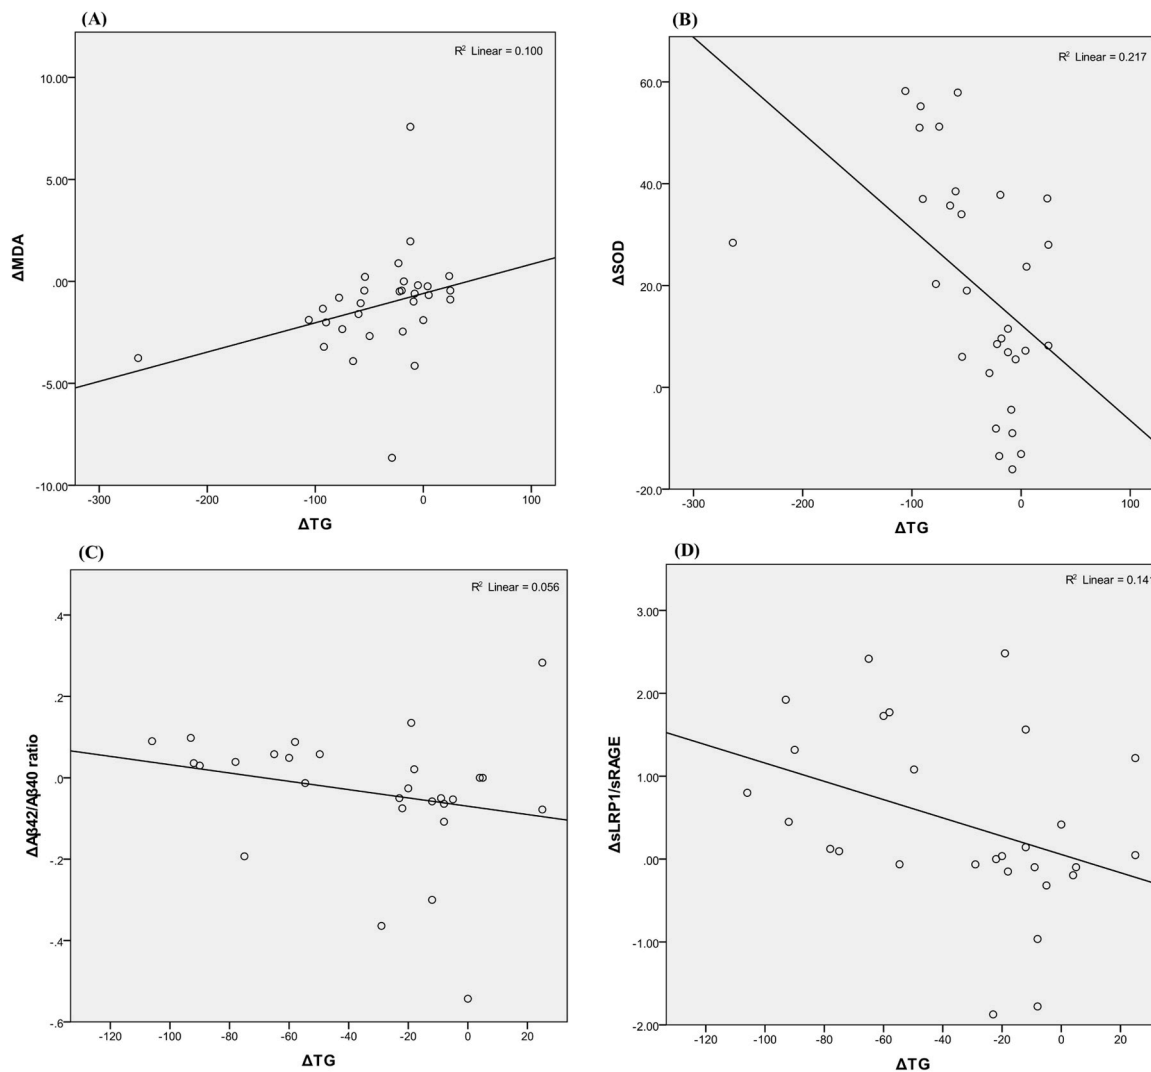 (A)
R² Linear = 0.100
10.00
5.00
.00
-5.00
-10.00
ΔMDA
-300 -200 -100 0 100
ΔTG
(B)
R² Linear = 0.217
60.0
40.0
20.0
.0
-20.0
ΔSOD
-300 -200 -100 0 100
ΔTG
(C)
R² Linear = 0.056
.4
.2
.0
-.2
-.4
-.6
ΔAβ42/Aβ40 ratio
-120 -100 -80 -60 -40 -20 0 20
ΔTG
(D)
R² Linear = 0.141
3.00
2.00
1.00
.00
-1.00
-2.00
ΔsLRP1/sRAGE
-120 -100 -80 -60 -40 -20 0 20
ΔTG